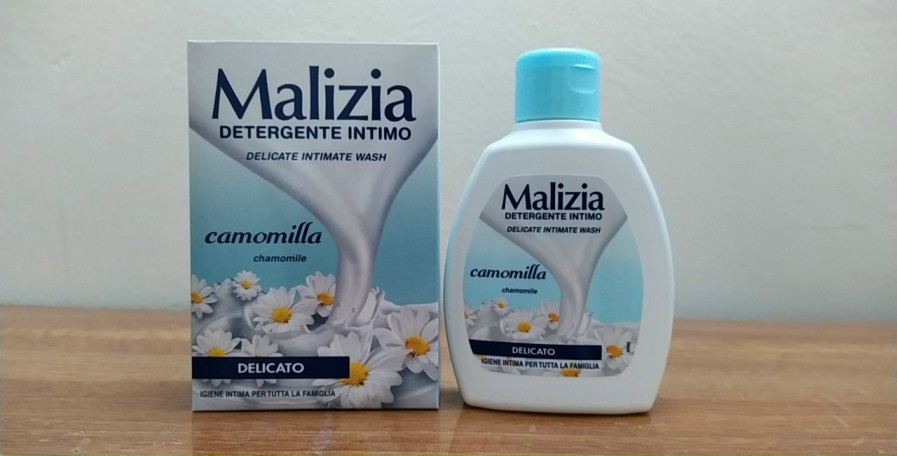 Malizia
DETERGENTE INTIMO
DELICATE INTIMATE WASH
camomilla
chamomile
DELICATO
IGIENE INTIMA PER TUTTA LA FAMIGLIA
Malizia
DETERGENTE INTIMO
DELICATE INTIMATE WASH
camomilla
chamomile
DELICATO
IGIENE INTIMA PER TUTTA LA FAMIGLIA